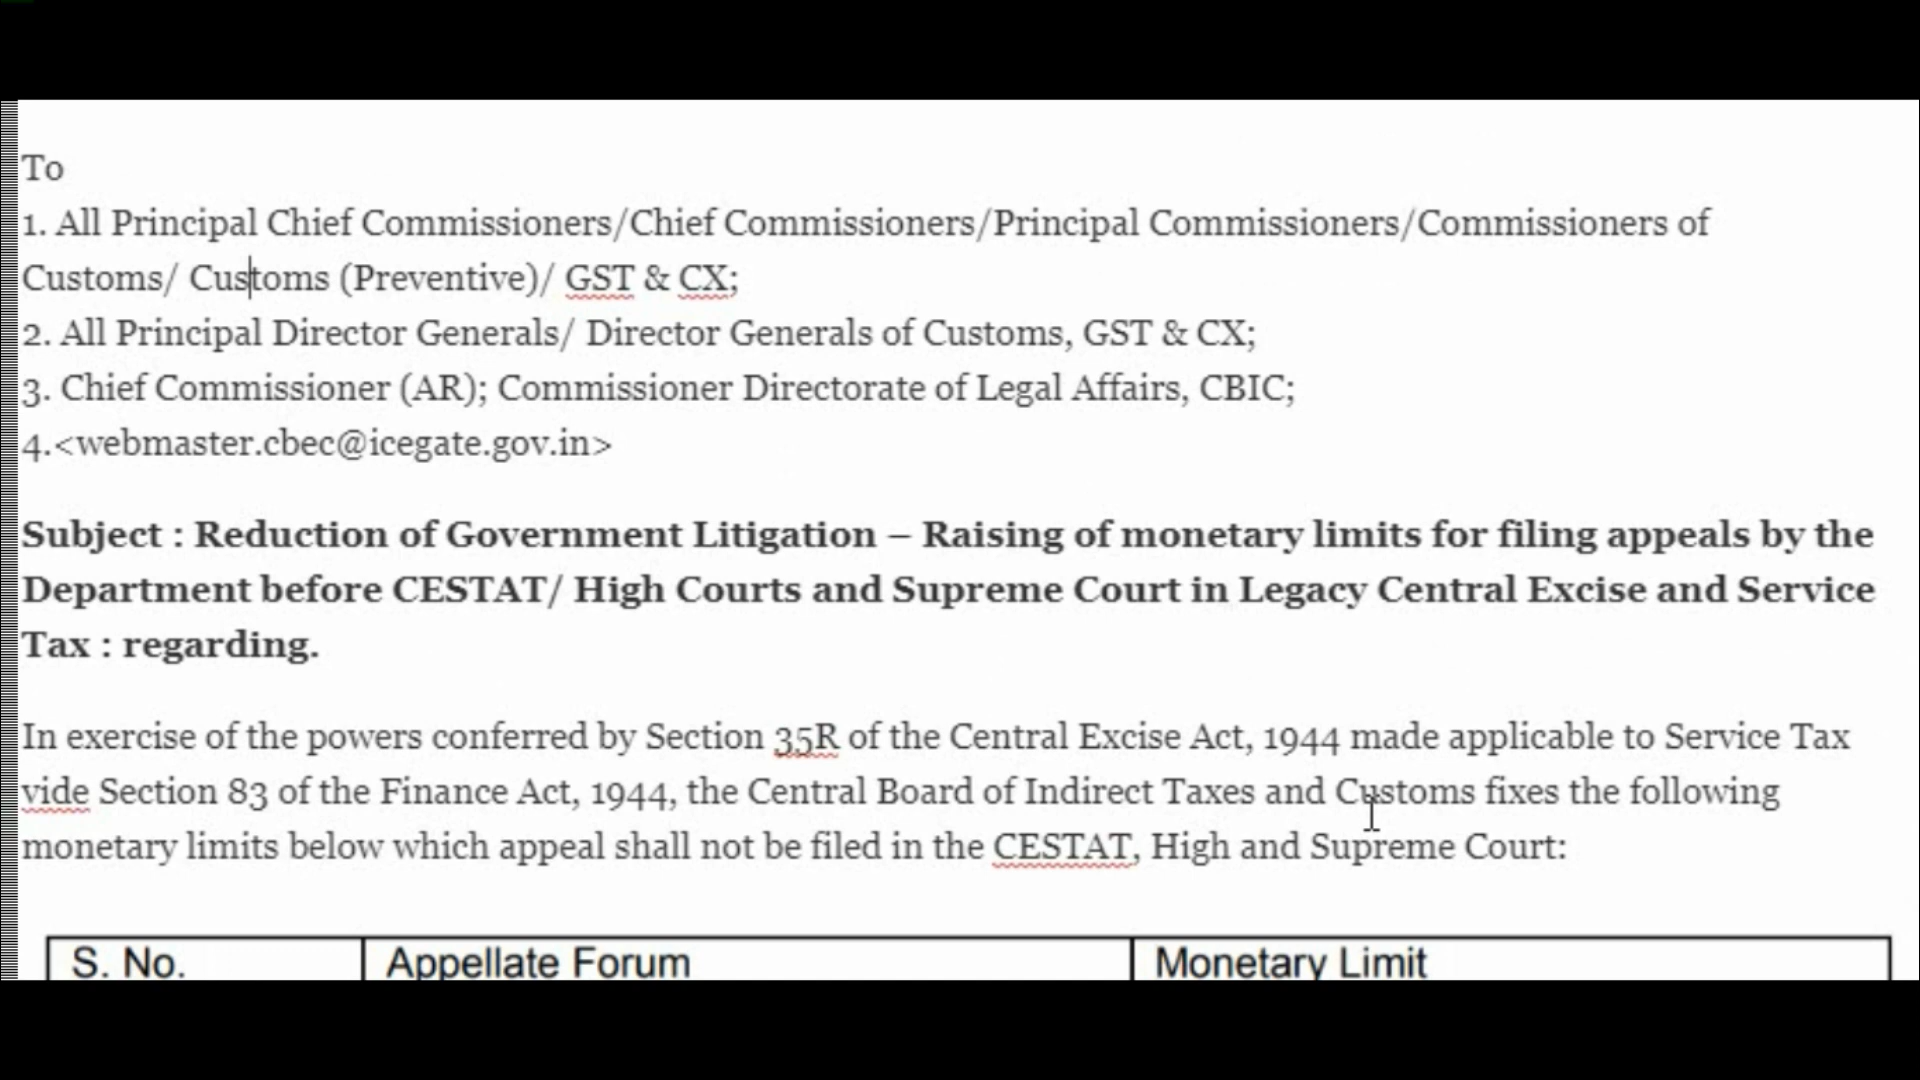 To
1. All Principal Chief Commissioners/Chief Commissioners/Principal Commissioners/Commissioners of
Customs/ Customs (Preventive)/ GST & CX;
2. All Principal Director Generals/ Director Generals of Customs, GST & CX;
3. Chief Commissioner (AR); Commissioner Directorate of Legal Affairs, CBIC;
4.<webmaster.cbec@icegate.gov.in>
Subject : Reduction of Government Litigation – Raising of monetary limits for filing appeals by the
Department before CESTAT/ High Courts and Supreme Court in Legacy Central Excise and Service
Tax : regarding.
In exercise of the powers conferred by Section 35R of the Central Excise Act, 1944 made applicable to Service Tax
vide Section 83 of the Finance Act, 1944, the Central Board of Indirect Taxes and Customs fixes the following
monetary limits below which appeal shall not be filed in the CESTAT, High and Supreme Court:
S. No. Appellate Forum Monetary Limit